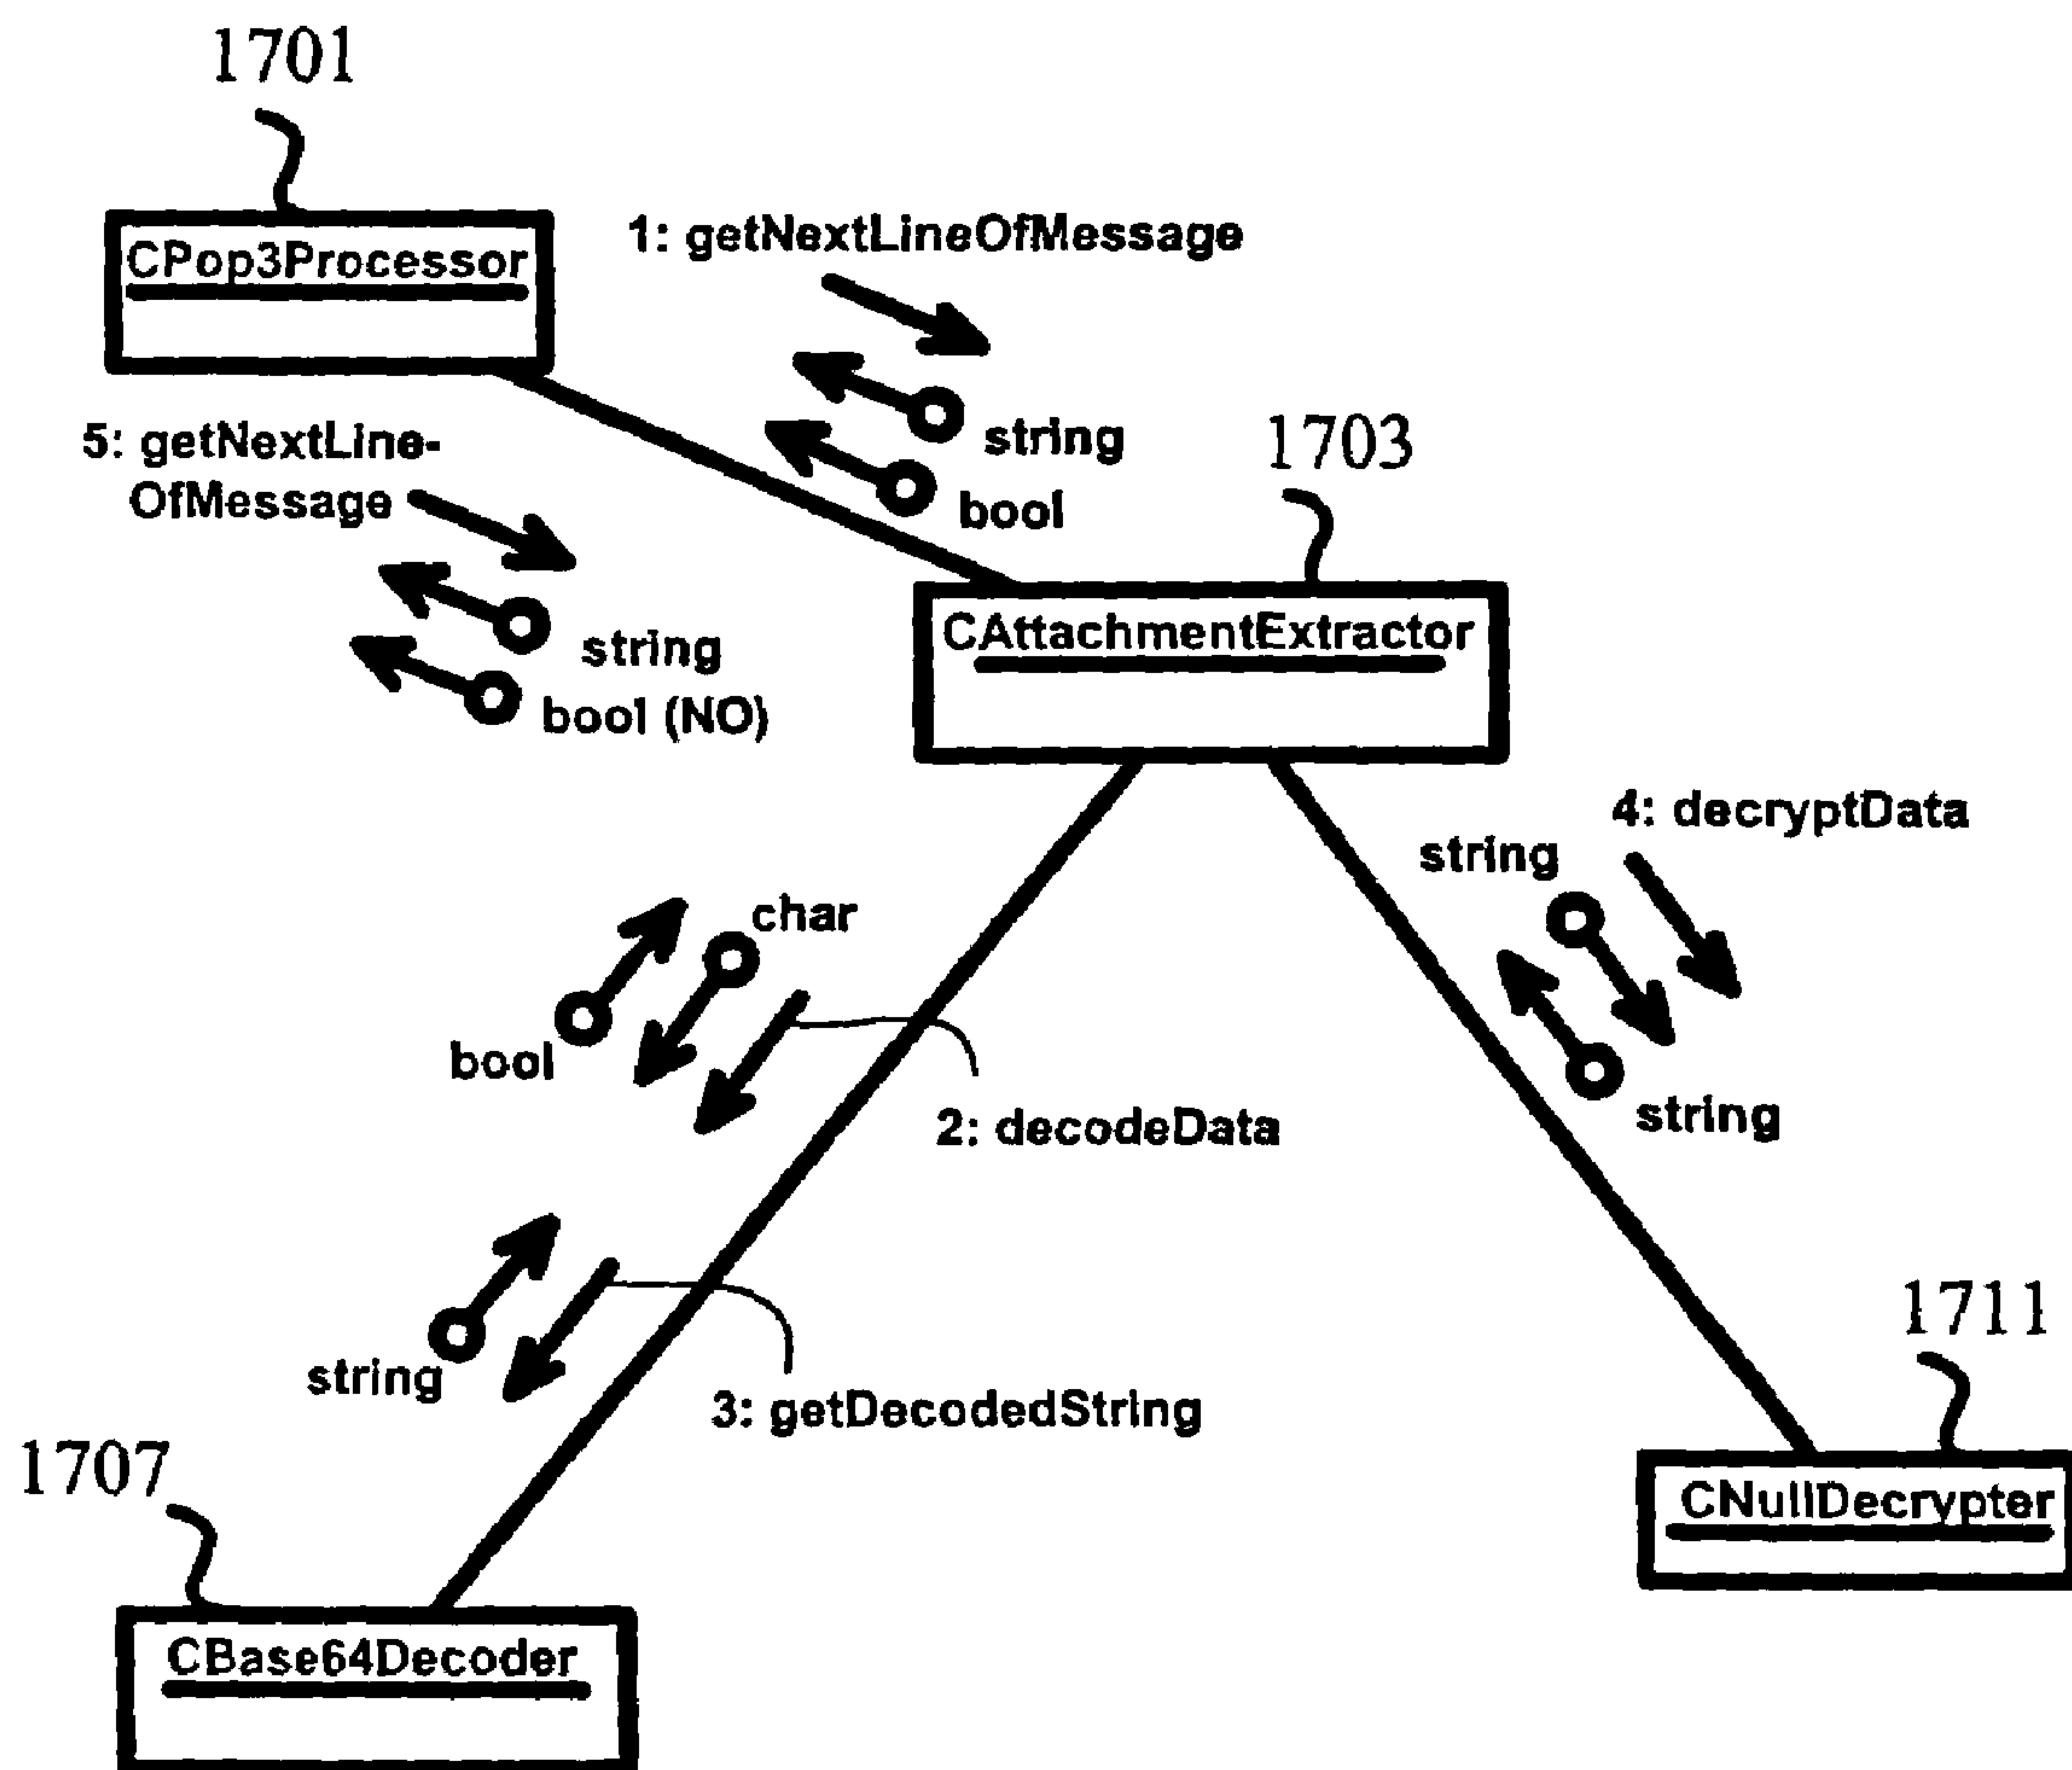 1701
CPop3Processor
1: getNextLineOfMessage
string
bool
5: getNextLine-
OfMessage
string
bool (NO)
1703
CAttachmentExtractor
4: decryptData
string
string
char
bool
2: decodeData
string
3: getDecodedString
1707
CBase64Decoder
1711
CNullDecrypter